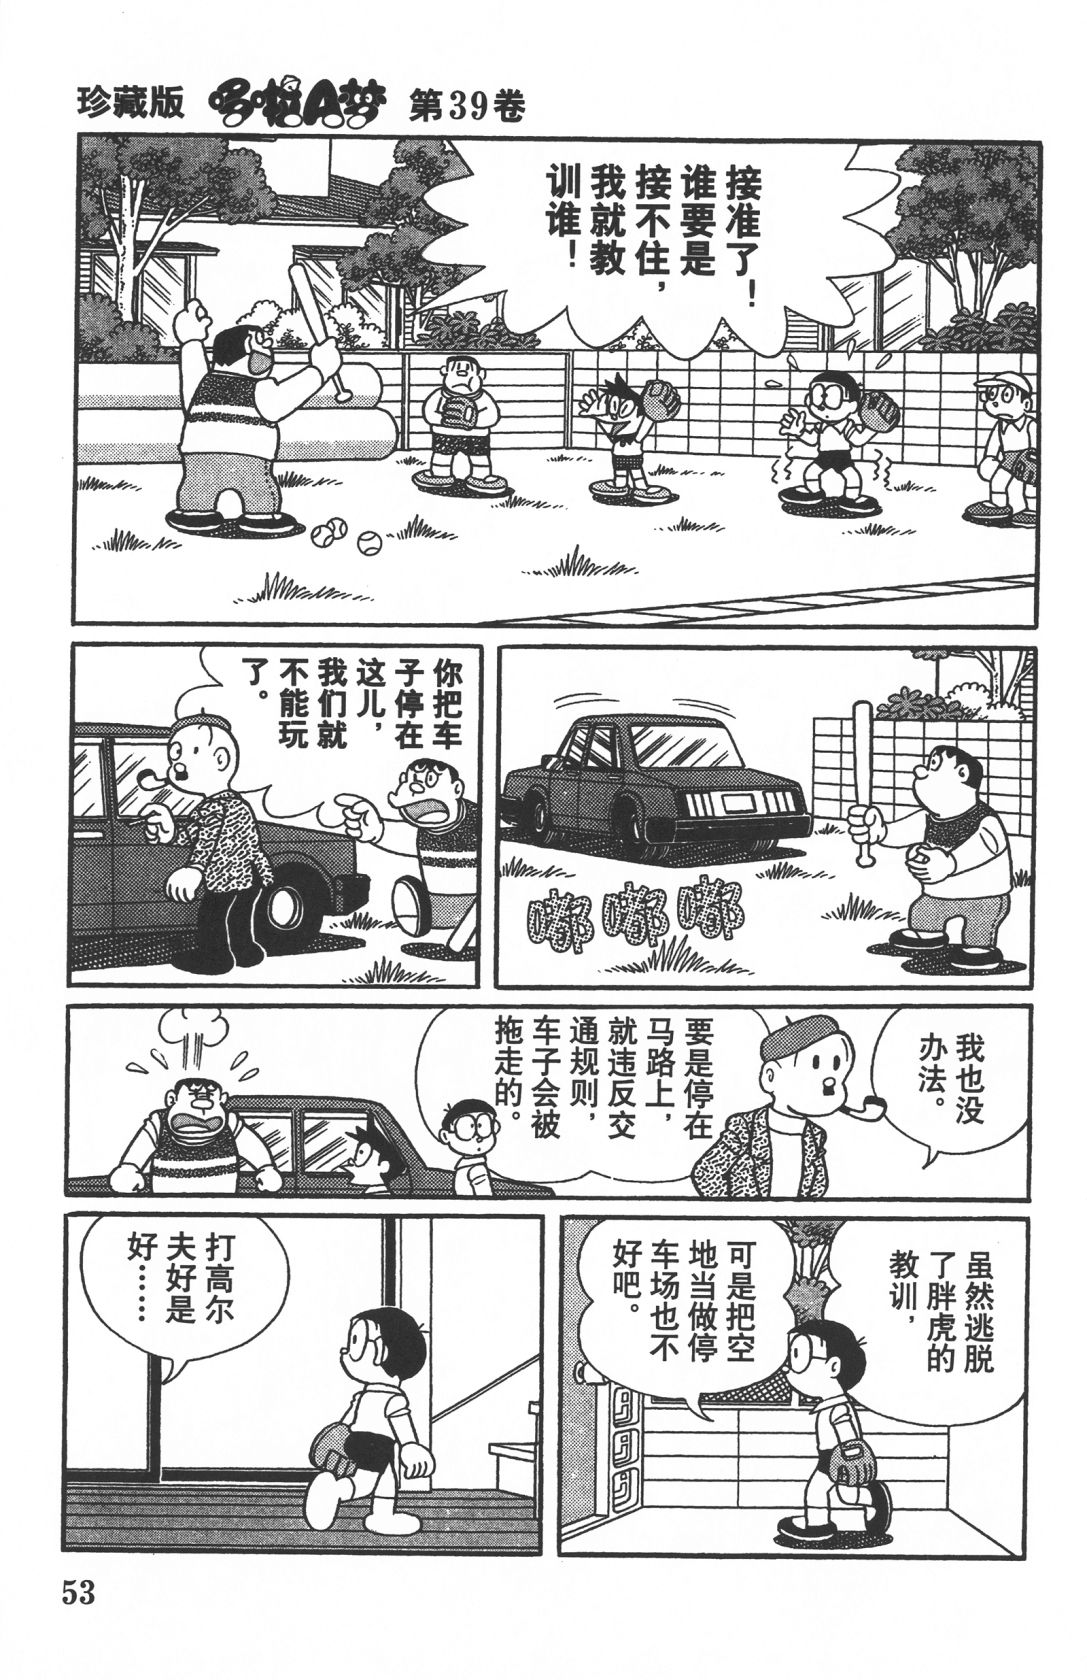 珍藏版 哆啦A梦 第39卷
接准了！
谁要是
接不住，
我就教
训谁！
嘟嘟嘟
你把车
子停在
这儿，
我们就
不能玩
了。
我也没
办法。
要是停在
马路上，
就违反交
通规则，
车子会被
拖走的。
虽然逃脱
了胖虎的
教训，
可是把空
地当做停
车场也不
好吧。
打高尔
夫好是
好……
53